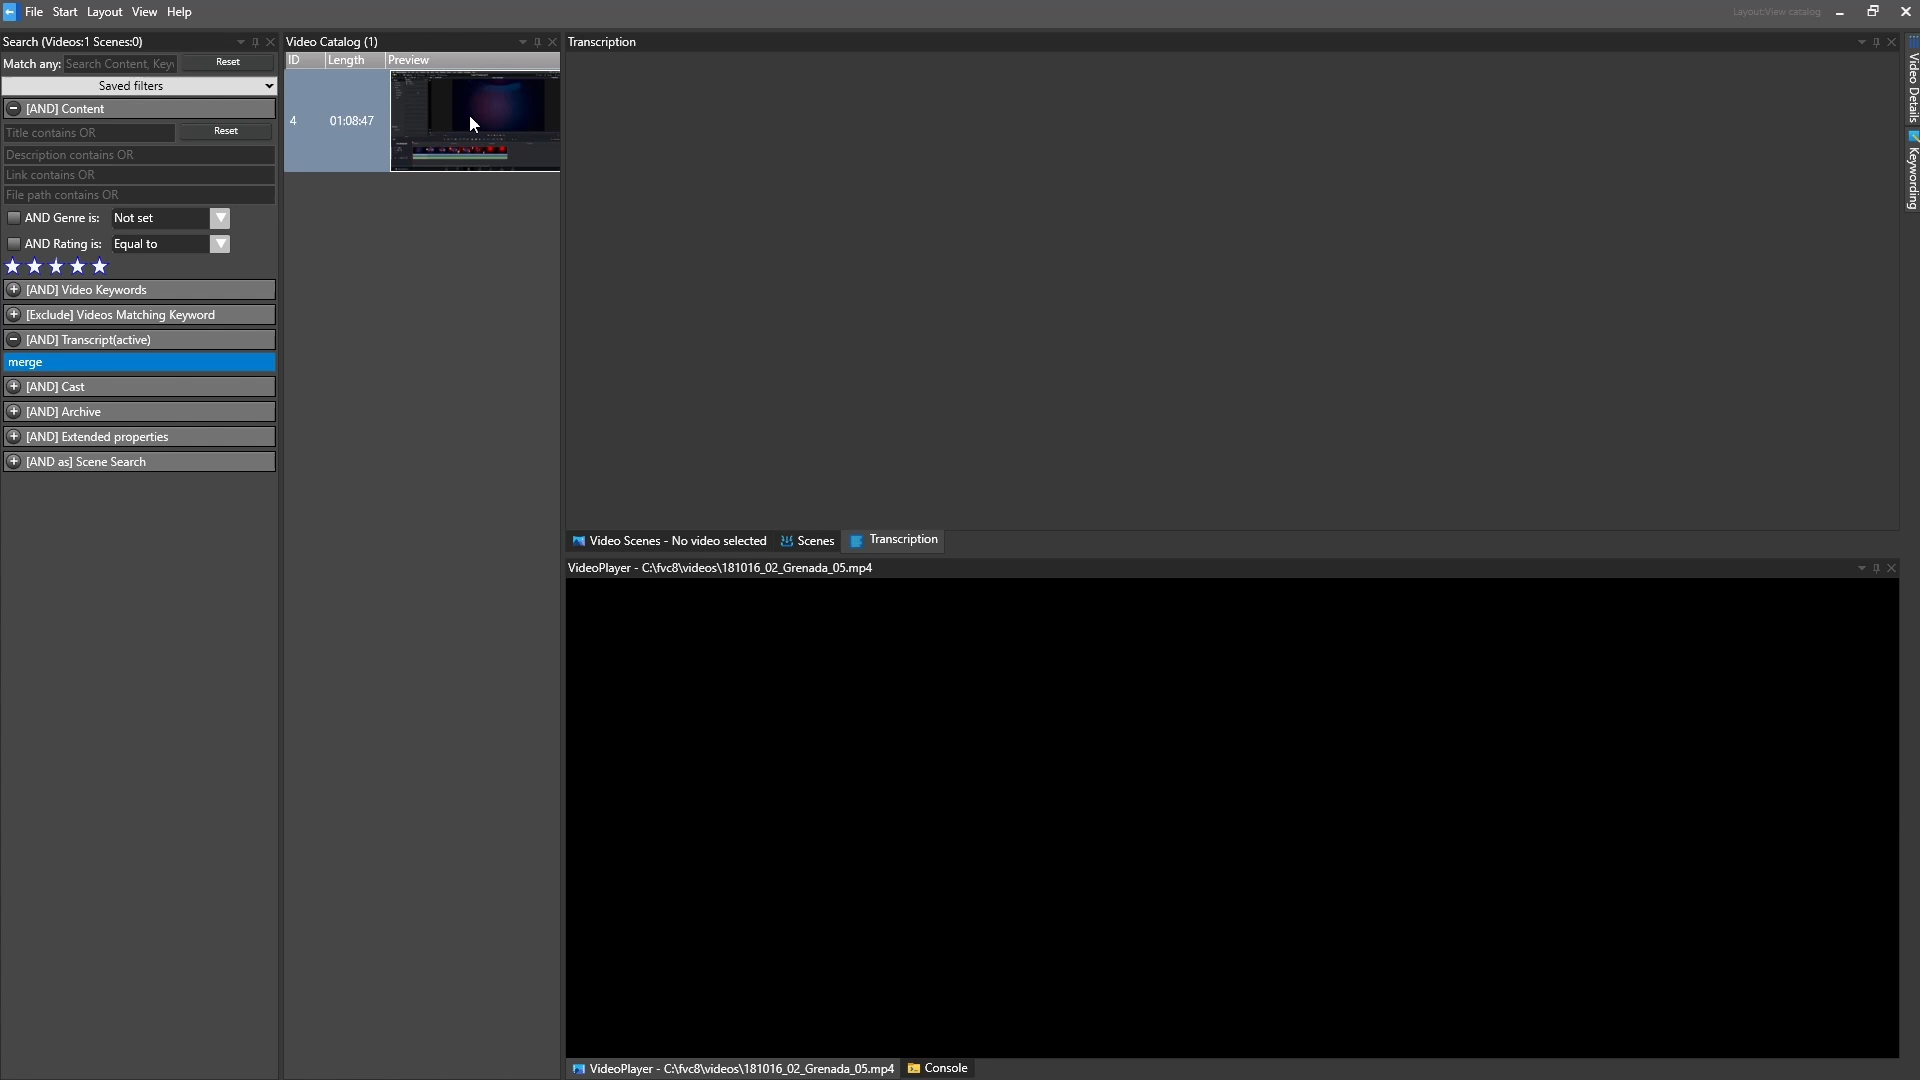 File Start Layout View Help
Layout:View catalog
Search (Videos:1 Scenes:0)
Match any: Search Content, Key Reset
Saved filters
[AND] Content
Title contains OR Reset
Description contains OR
Link contains OR
File path contains OR
AND Genre is: Not set
AND Rating is: Equal to
[AND] Video Keywords
[Exclude] Videos Matching Keyword
[AND] Transcript(active)
merge
[AND] Cast
[AND] Archive
[AND] Extended properties
[AND as] Scene Search
Video Catalog (1)
ID Length Preview
4 01:08:47
Transcription
Video Scenes - No video selected Scenes Transcription
VideoPlayer - C:\fvc8\videos\181016_02_Grenada_05.mp4
VideoPlayer - C:\fvc8\videos\181016_02_Grenada_05.mp4 Console
Video Details
Keywording